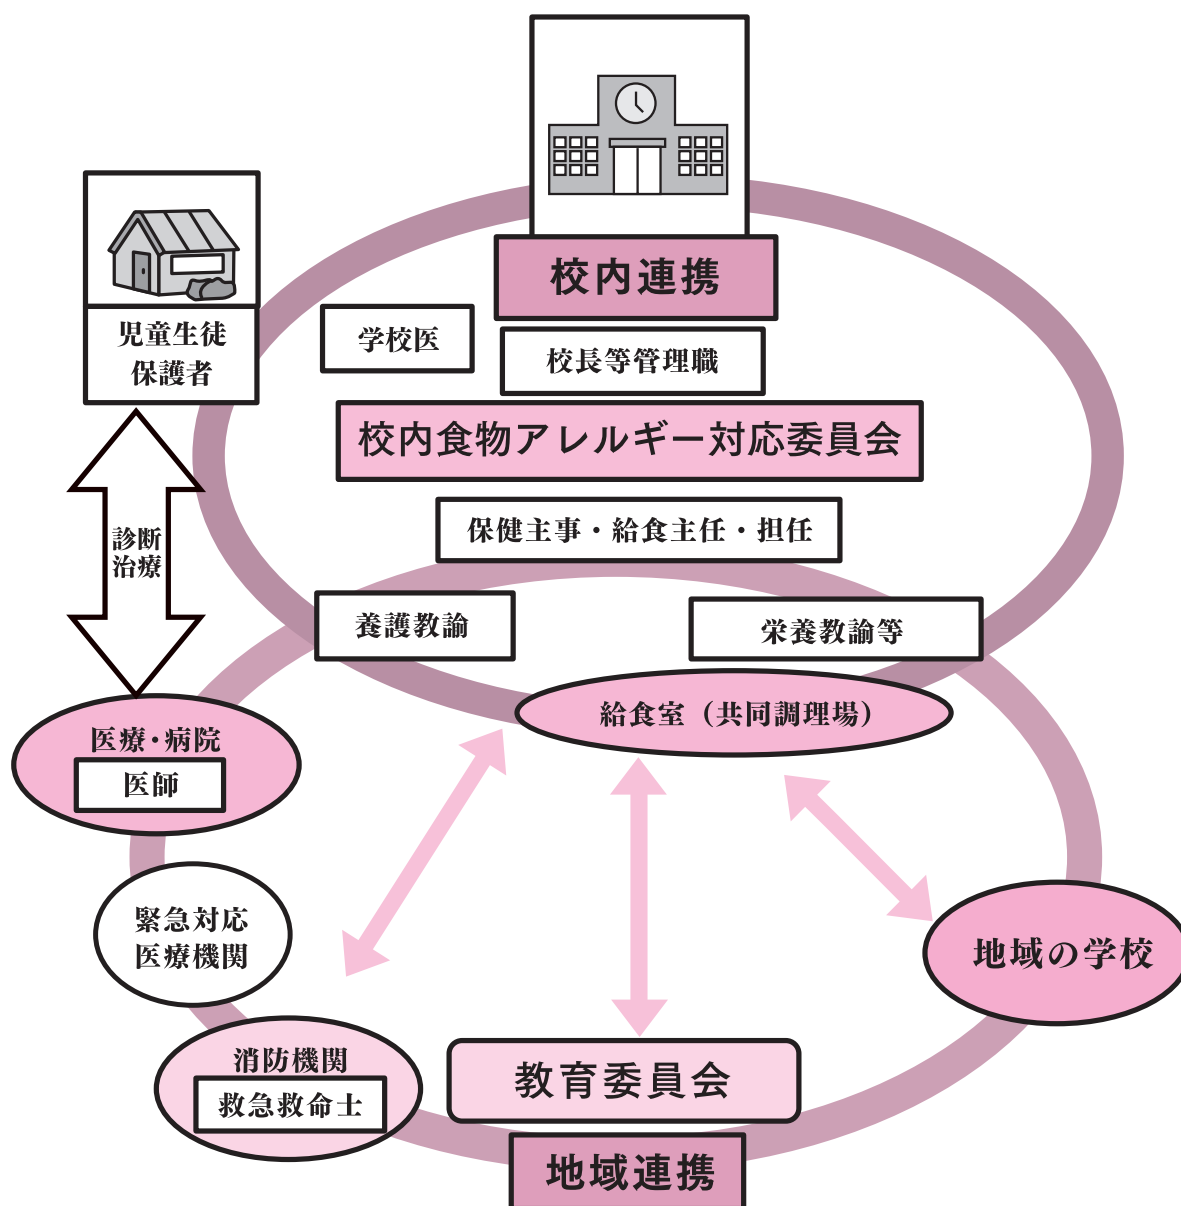 校内連携
児童生徒
保護者
学校医
校長等管理職
校内食物アレルギー対応委員会
保健主事・給食主任・担任
診断
治療
養護教諭
栄養教諭等
給食室（共同調理場）
医療・病院
医師
緊急対応
医療機関
地域の学校
消防機関
救急救命士
教育委員会
地域連携